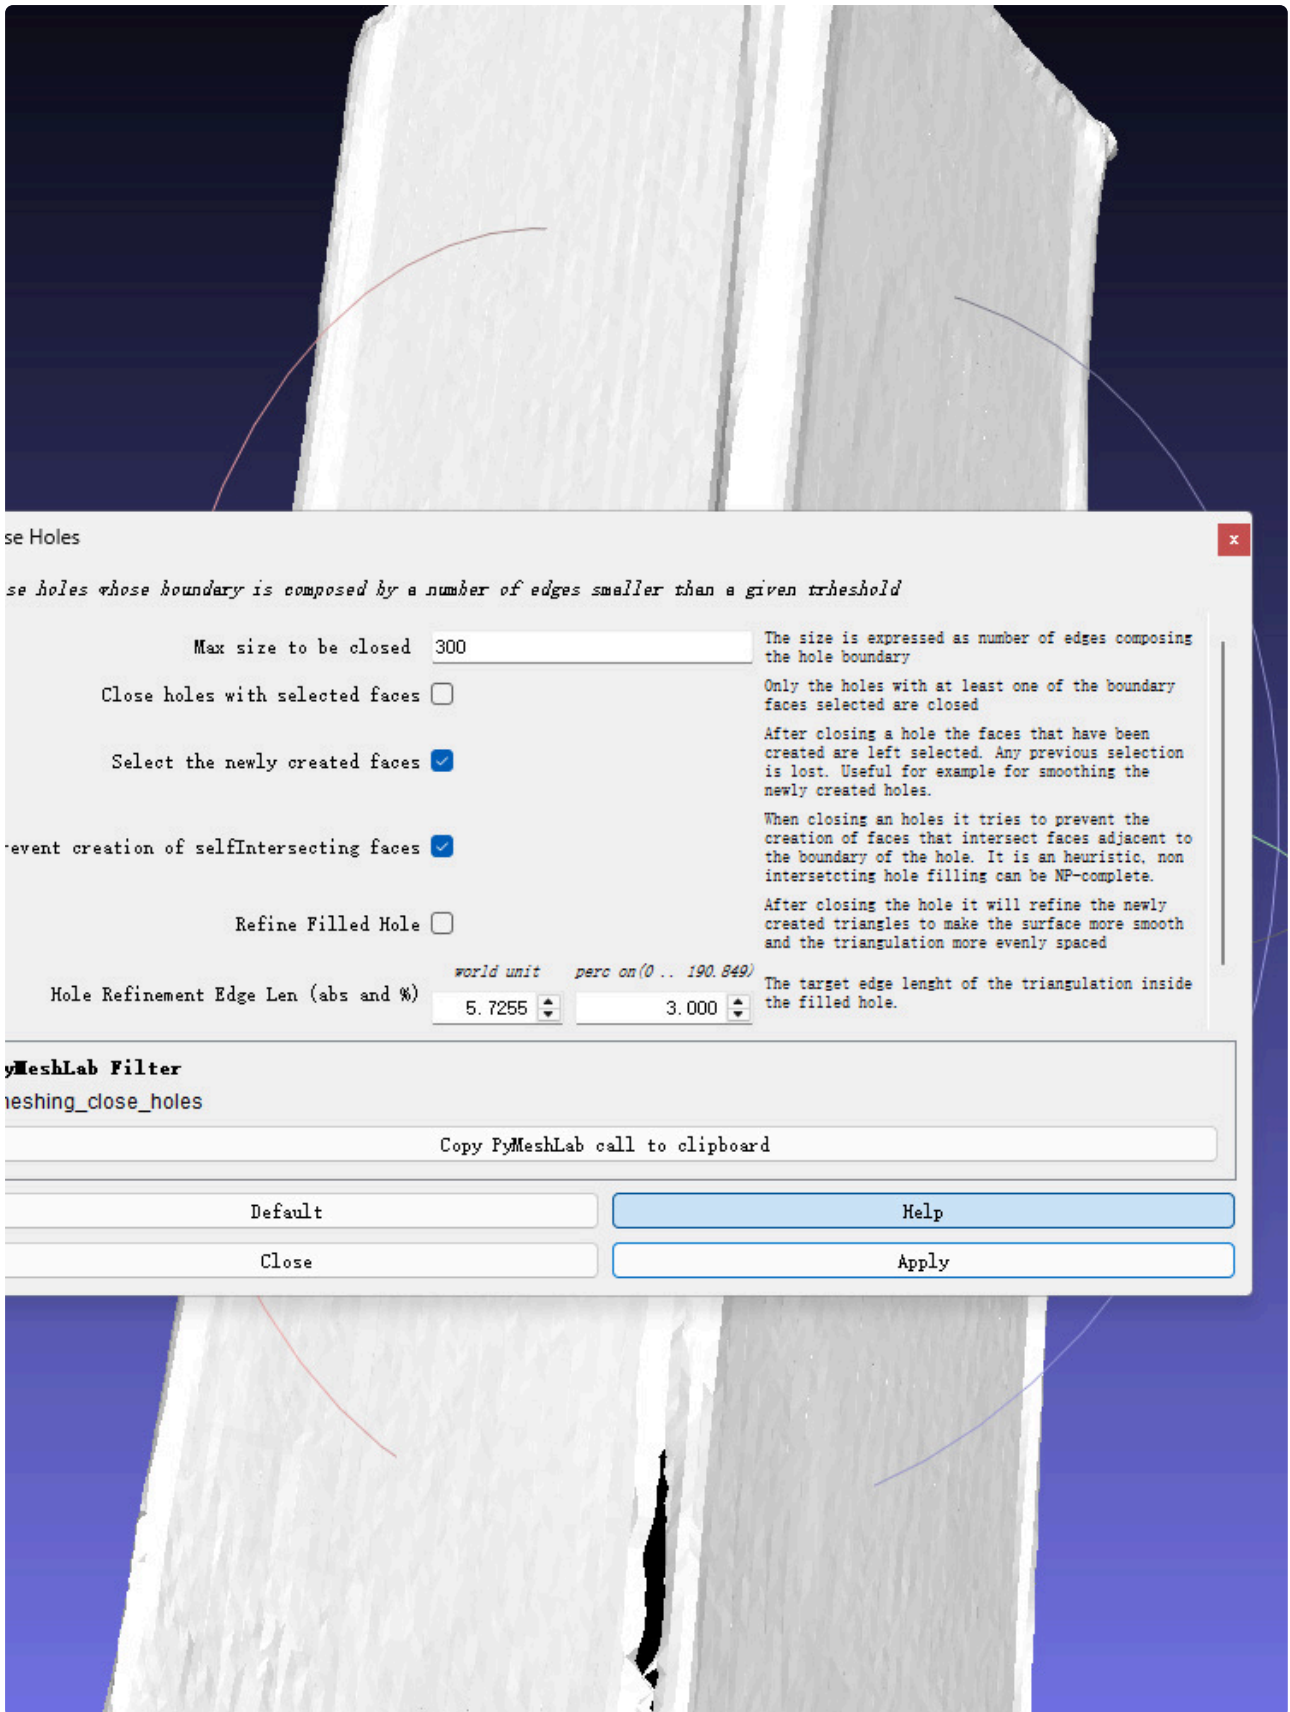 se Holes
x
se holes whose boundary is composed by a number of edges smaller than a given trheshold
Max size to be closed 300
The size is expressed as number of edges composing
the hole boundary
Close holes with selected faces
Only the holes with at least one of the boundary
faces selected are closed
Select the newly created faces
After closing a hole the faces that have been
created are left selected. Any previous selection
is lost. Useful for example for smoothing the
newly created holes.
revent creation of selfIntersecting faces
When closing an holes it tries to prevent the
creation of faces that intersect faces adjacent to
the boundary of the hole. It is an heuristic, non
intersetcting hole filling can be NP-complete.
Refine Filled Hole
After closing the hole it will refine the newly
created triangles to make the surface more smooth
and the triangulation more evenly spaced
world unit perc on(0 .. 190.849)
Hole Refinement Edge Len (abs and %) 5.7255 3.000
The target edge lenght of the triangulation inside
the filled hole.
yMeshLab Filter
neshing_close_holes
Copy PyMeshLab call to clipboard
Default Help
Close Apply